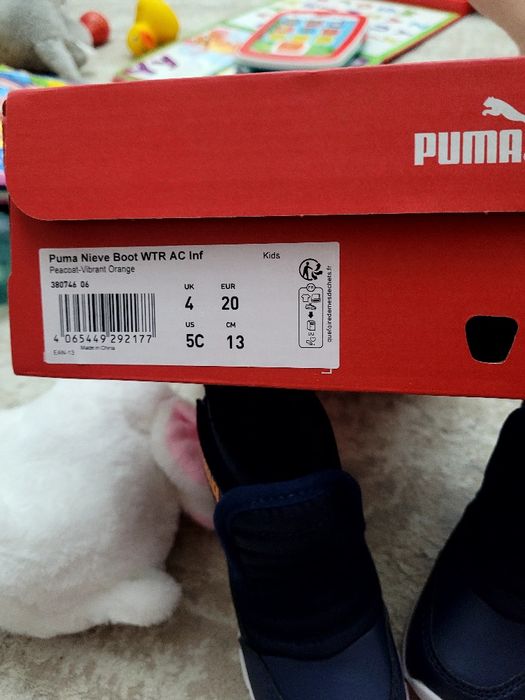 PUMA
Puma Nieve Boot WTR AC Inf Kids
Peacoat-Vibrant Orange
380746 06
UK EUR
4 20
US CM
5C 13
4 065449 292177
Made in China
EAN-13
quefairedemesdechets.fr